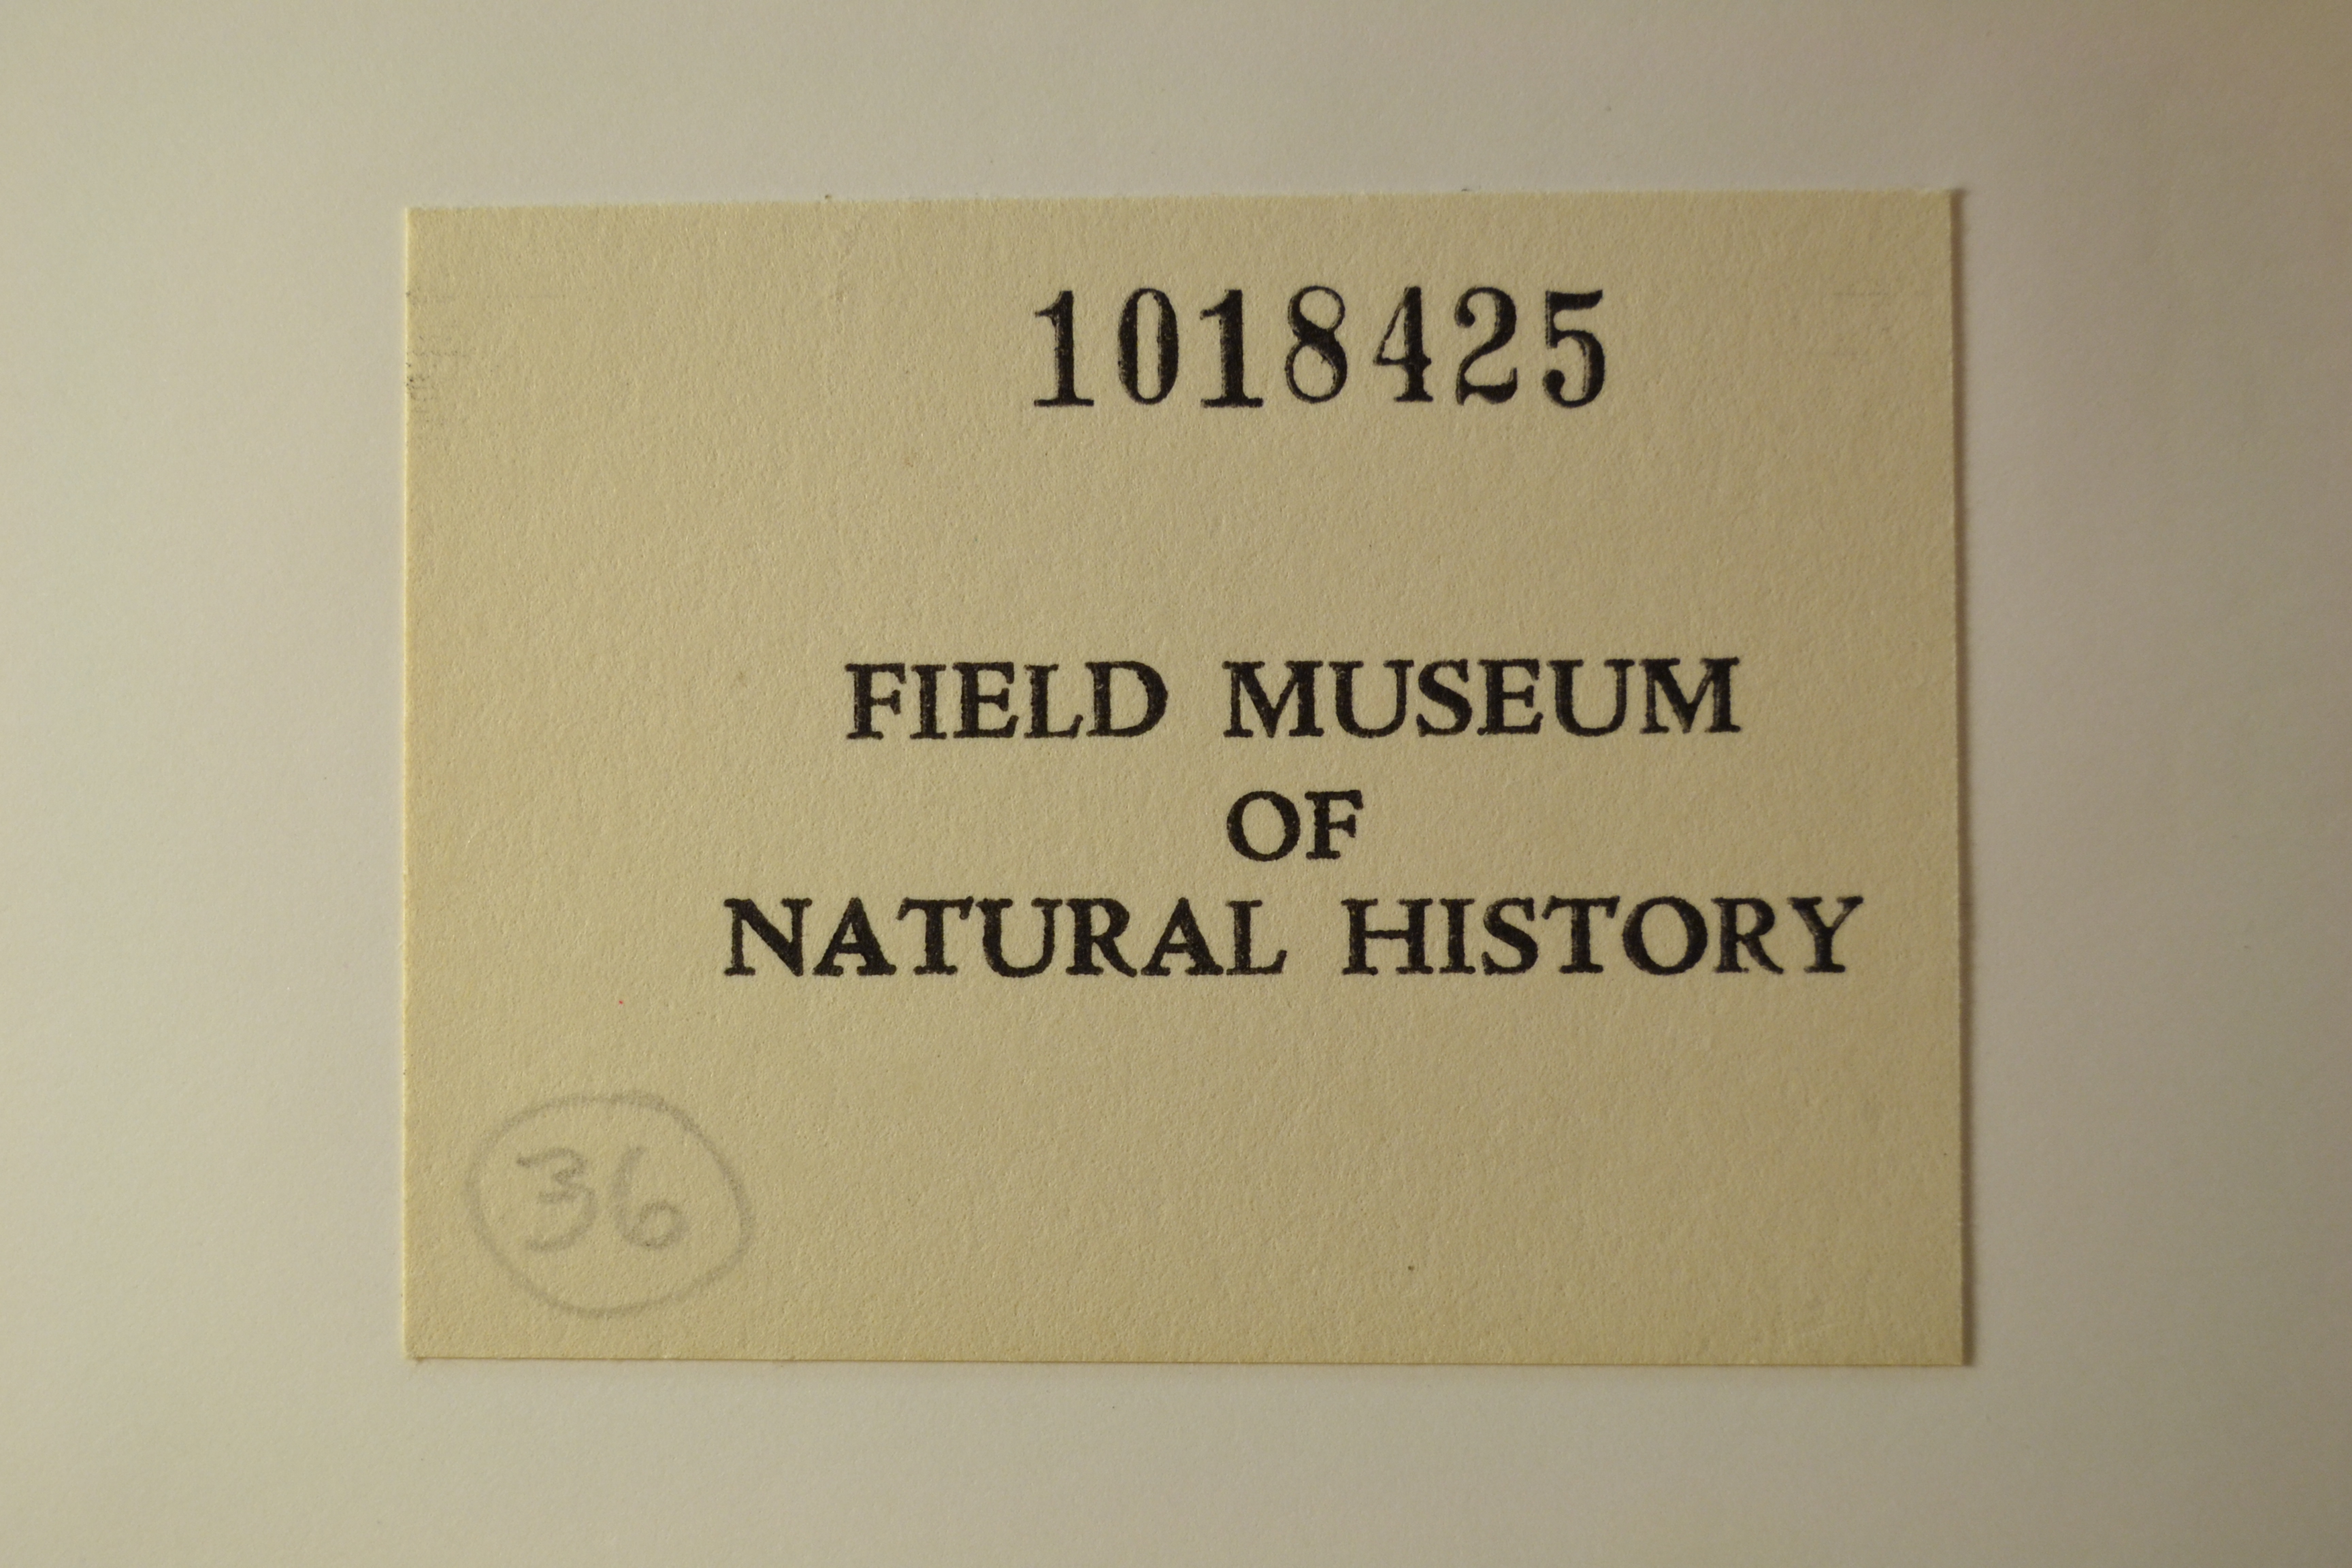 1018425
FIELD MUSEUM
OF
NATURAL HISTORY
36